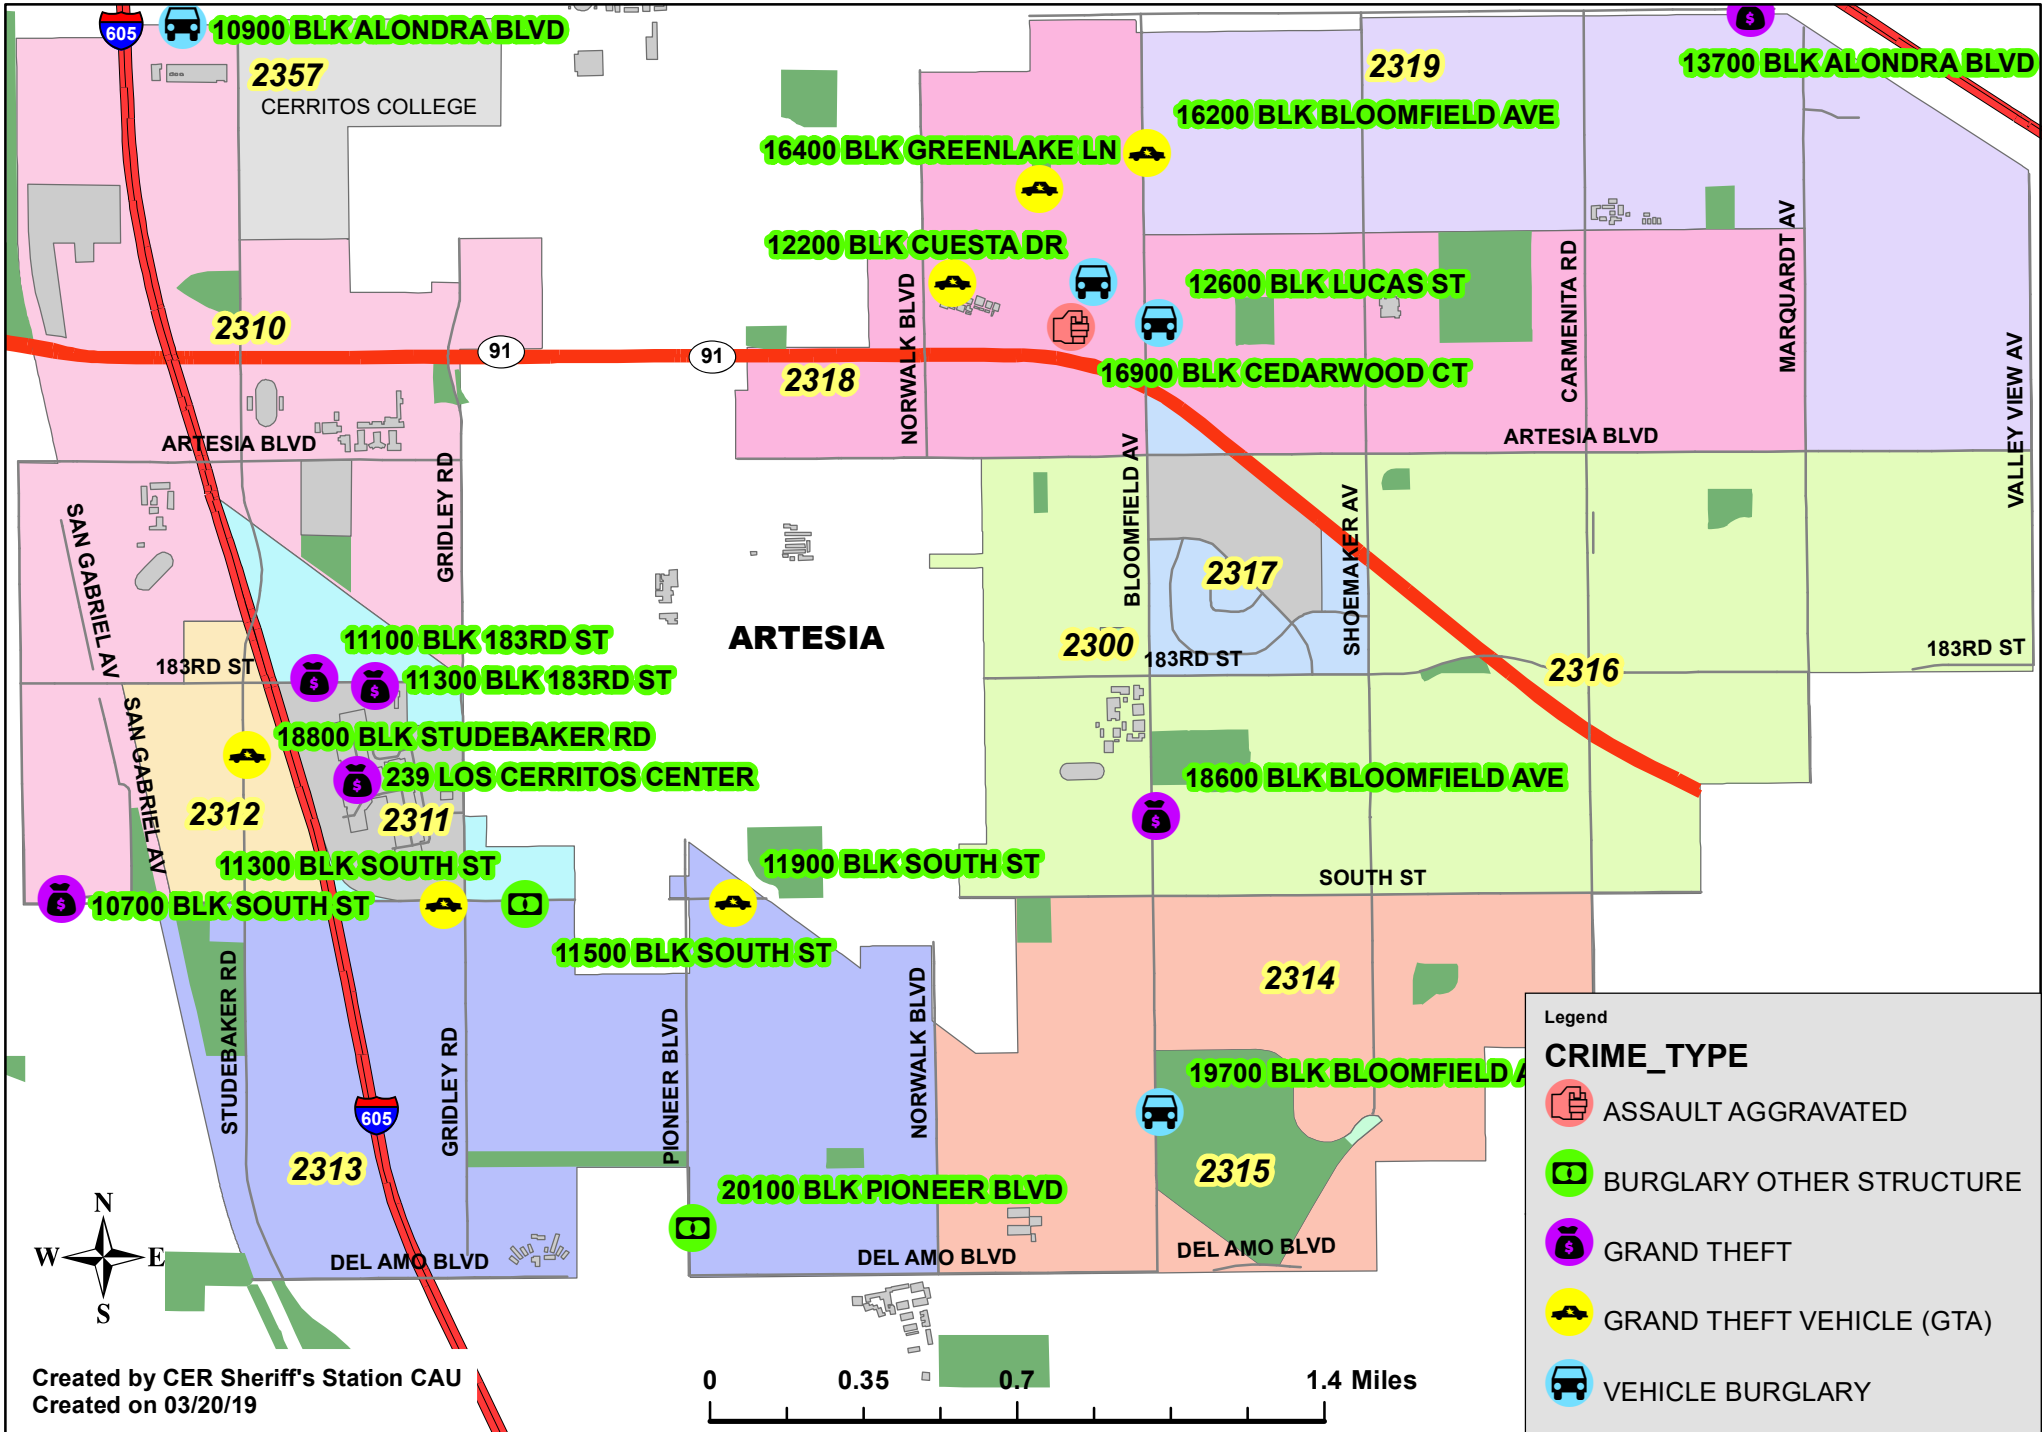 605
10900 BLK ALONDRA BLVD
2357
CERRITOS COLLEGE
2319
13700 BLK ALONDRA BLVD
16200 BLK BLOOMFIELD AVE
16400 BLK GREENLAKE LN
12200 BLK CUESTA DR
12600 BLK LUCAS ST
NORWALK BLVD
CARMENITA RD
MARQUARDT AV
VALLEY VIEW AV
2310
91
91
2318
16900 BLK CEDARWOOD CT
ARTESIA BLVD
ARTESIA BLVD
GRIDLEY RD
BLOOMFIELD AV
SHOEMAKER AV
SAN GABRIEL AV
2317
ARTESIA
2300
183RD ST
183RD ST
183RD ST
2316
11100 BLK 183RD ST
11300 BLK 183RD ST
SAN GABRIEL AV
18800 BLK STUDEBAKER RD
239 LOS CERRITOS CENTER
18600 BLK BLOOMFIELD AVE
2312
2311
11300 BLK SOUTH ST
11900 BLK SOUTH ST
SOUTH ST
10700 BLK SOUTH ST
11500 BLK SOUTH ST
2314
STUDEBAKER RD
GRIDLEY RD
PIONEER BLVD
NORWALK BLVD
19700 BLK BLOOMFIELD A
605
2313
2315
20100 BLK PIONEER BLVD
DEL AMO BLVD
DEL AMO BLVD
DEL AMO BLVD
N
W E
S
Created by CER Sheriff's Station CAU
Created on 03/20/19
0 0.35 0.7 1.4 Miles
Legend
CRIME_TYPE
ASSAULT AGGRAVATED
BURGLARY OTHER STRUCTURE
$ GRAND THEFT
GRAND THEFT VEHICLE (GTA)
VEHICLE BURGLARY